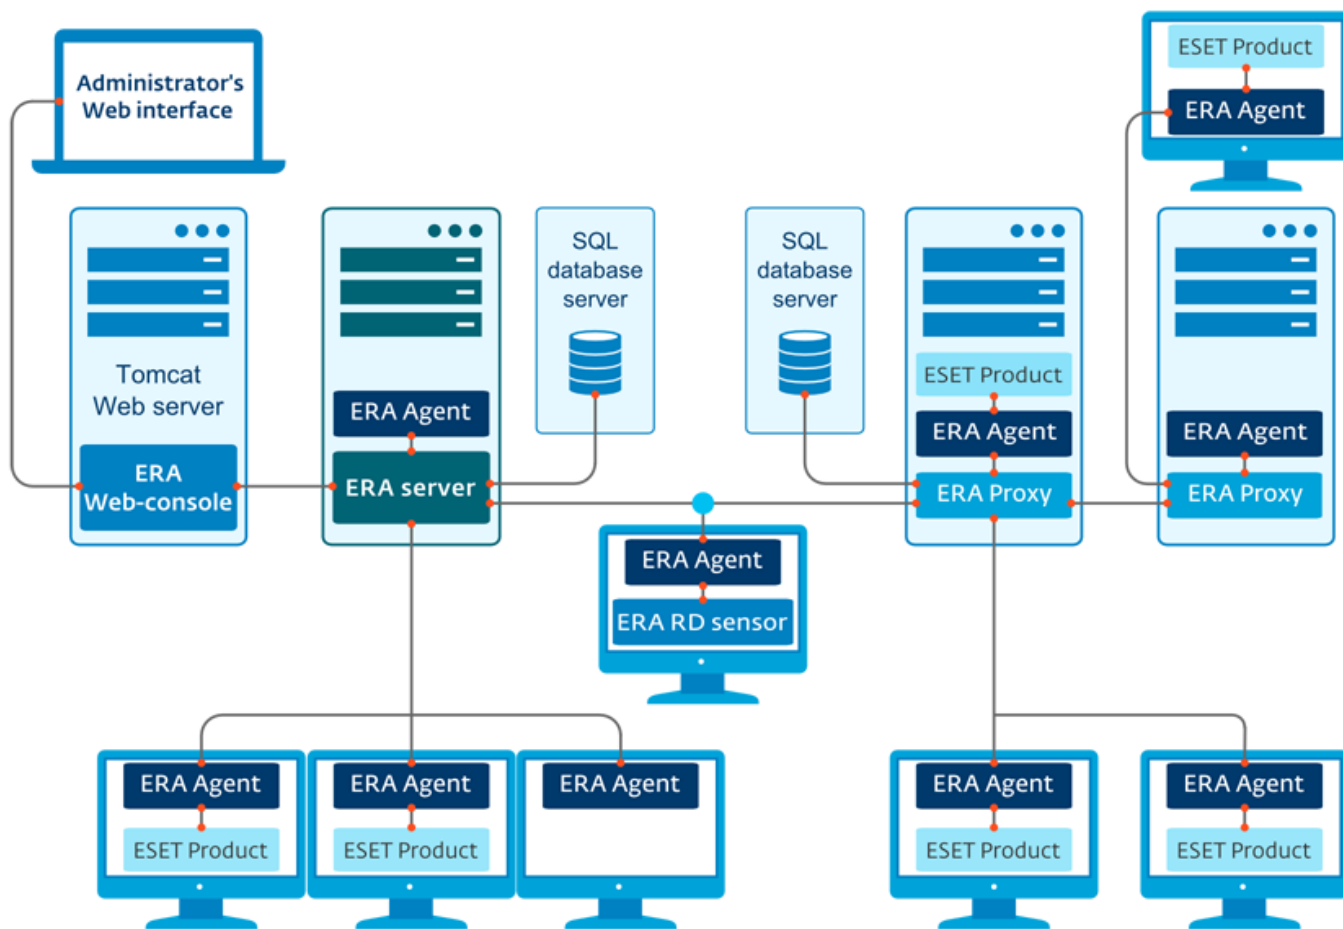 Administrator's
Web interface
ESET Product
ERA Agent
Tomcat
Web server
ERA
Web-console
ERA Agent
ERA server
SQL
database
server
SQL
database
server
ESET Product
ERA Agent
ERA Proxy
ERA Agent
ERA Proxy
ERA Agent
ERA RD sensor
ERA Agent
ESET Product
ERA Agent
ESET Product
ERA Agent
ERA Agent
ESET Product
ERA Agent
ESET Product